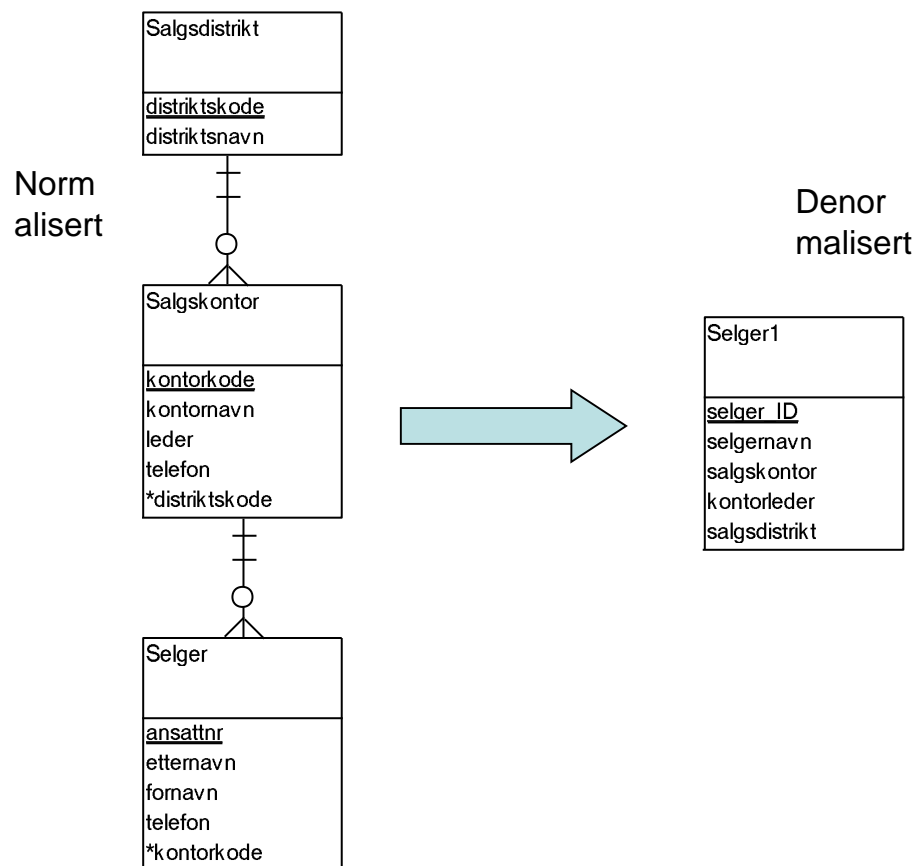 Salgsdistrikt
distriktskode
distriktsnavn
Norm
alisert
Salgskontor
kontorkode
kontornavn
leder
telefon
*distriktskode
Selger
ansattnr
etternavn
fornavn
telefon
*kontorkode
Denor
malisert
Selger1
selger_ID
selgernavn
salgskontor
kontorleder
salgsdistrikt